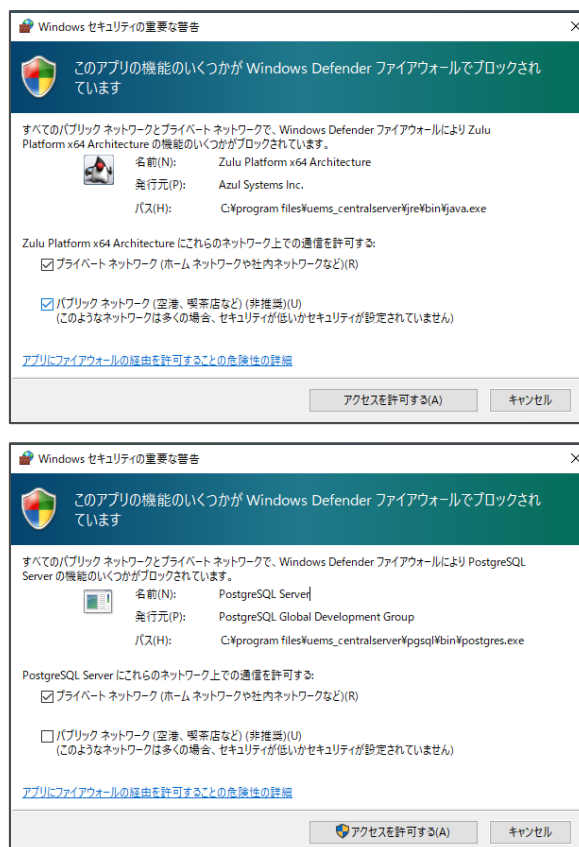 Windows セキュリティの重要な警告
このアプリの機能のいくつかが Windows Defender ファイアウォールでブロックされ
ています
すべてのパブリック ネットワークとプライベート ネットワークで、Windows Defender ファイアウォールにより Zulu
Platform x64 Architecture の機能のいくつかがブロックされています。
名前(N): Zulu Platform x64 Architecture
発行元(P): Azul Systems Inc.
パス(H): C:¥program files¥uems_centralserver¥jre¥bin¥java.exe
Zulu Platform x64 Architecture にこれらのネットワーク上での通信を許可する:
プライベート ネットワーク (ホーム ネットワークや社内ネットワークなど)(R)
パブリック ネットワーク (空港、喫茶店など) (非推奨)(U)
(このようなネットワークは多くの場合、セキュリティが低いかセキュリティが設定されていません)
アプリにファイアウォールの経由を許可することの危険性の詳細
アクセスを許可する(A) キャンセル
Windows セキュリティの重要な警告
このアプリの機能のいくつかが Windows Defender ファイアウォールでブロックされ
ています
すべてのパブリック ネットワークとプライベート ネットワークで、Windows Defender ファイアウォールにより PostgreSQL
Server の機能のいくつかがブロックされています。
名前(N): PostgreSQL Server
発行元(P): PostgreSQL Global Development Group
パス(H): C:¥program files¥uems_centralserver¥pgsql¥bin¥postgres.exe
PostgreSQL Server にこれらのネットワーク上での通信を許可する:
プライベート ネットワーク (ホーム ネットワークや社内ネットワークなど)(R)
パブリック ネットワーク (空港、喫茶店など) (非推奨)(U)
(このようなネットワークは多くの場合、セキュリティが低いかセキュリティが設定されていません)
アプリにファイアウォールの経由を許可することの危険性の詳細
アクセスを許可する(A) キャンセル